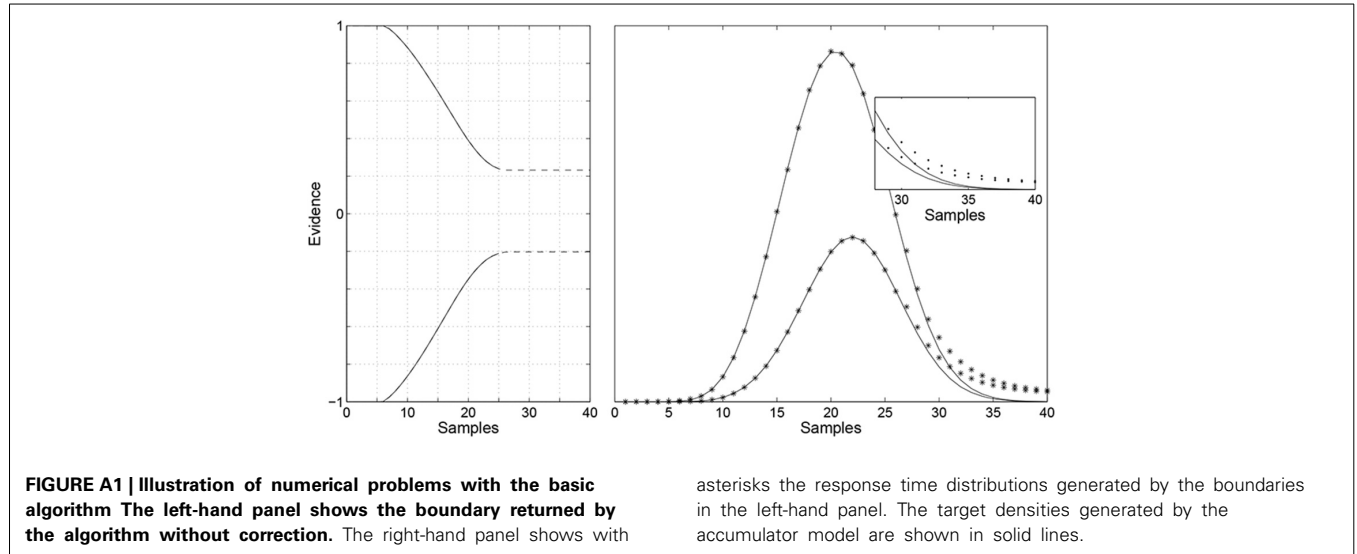 1
0
−1
Evidence
0
10
20
30
40
Samples
0
5
10
15
20
25
30
35
40
Samples
30
35
40
Samples
FIGURE A1 | Illustration of numerical problems with the basic
algorithm The left-hand panel shows the boundary returned by
the algorithm without correction. The right-hand panel shows with
asterisks the response time distributions generated by the boundaries
in the left-hand panel. The target densities generated by the
accumulator model are shown in solid lines.